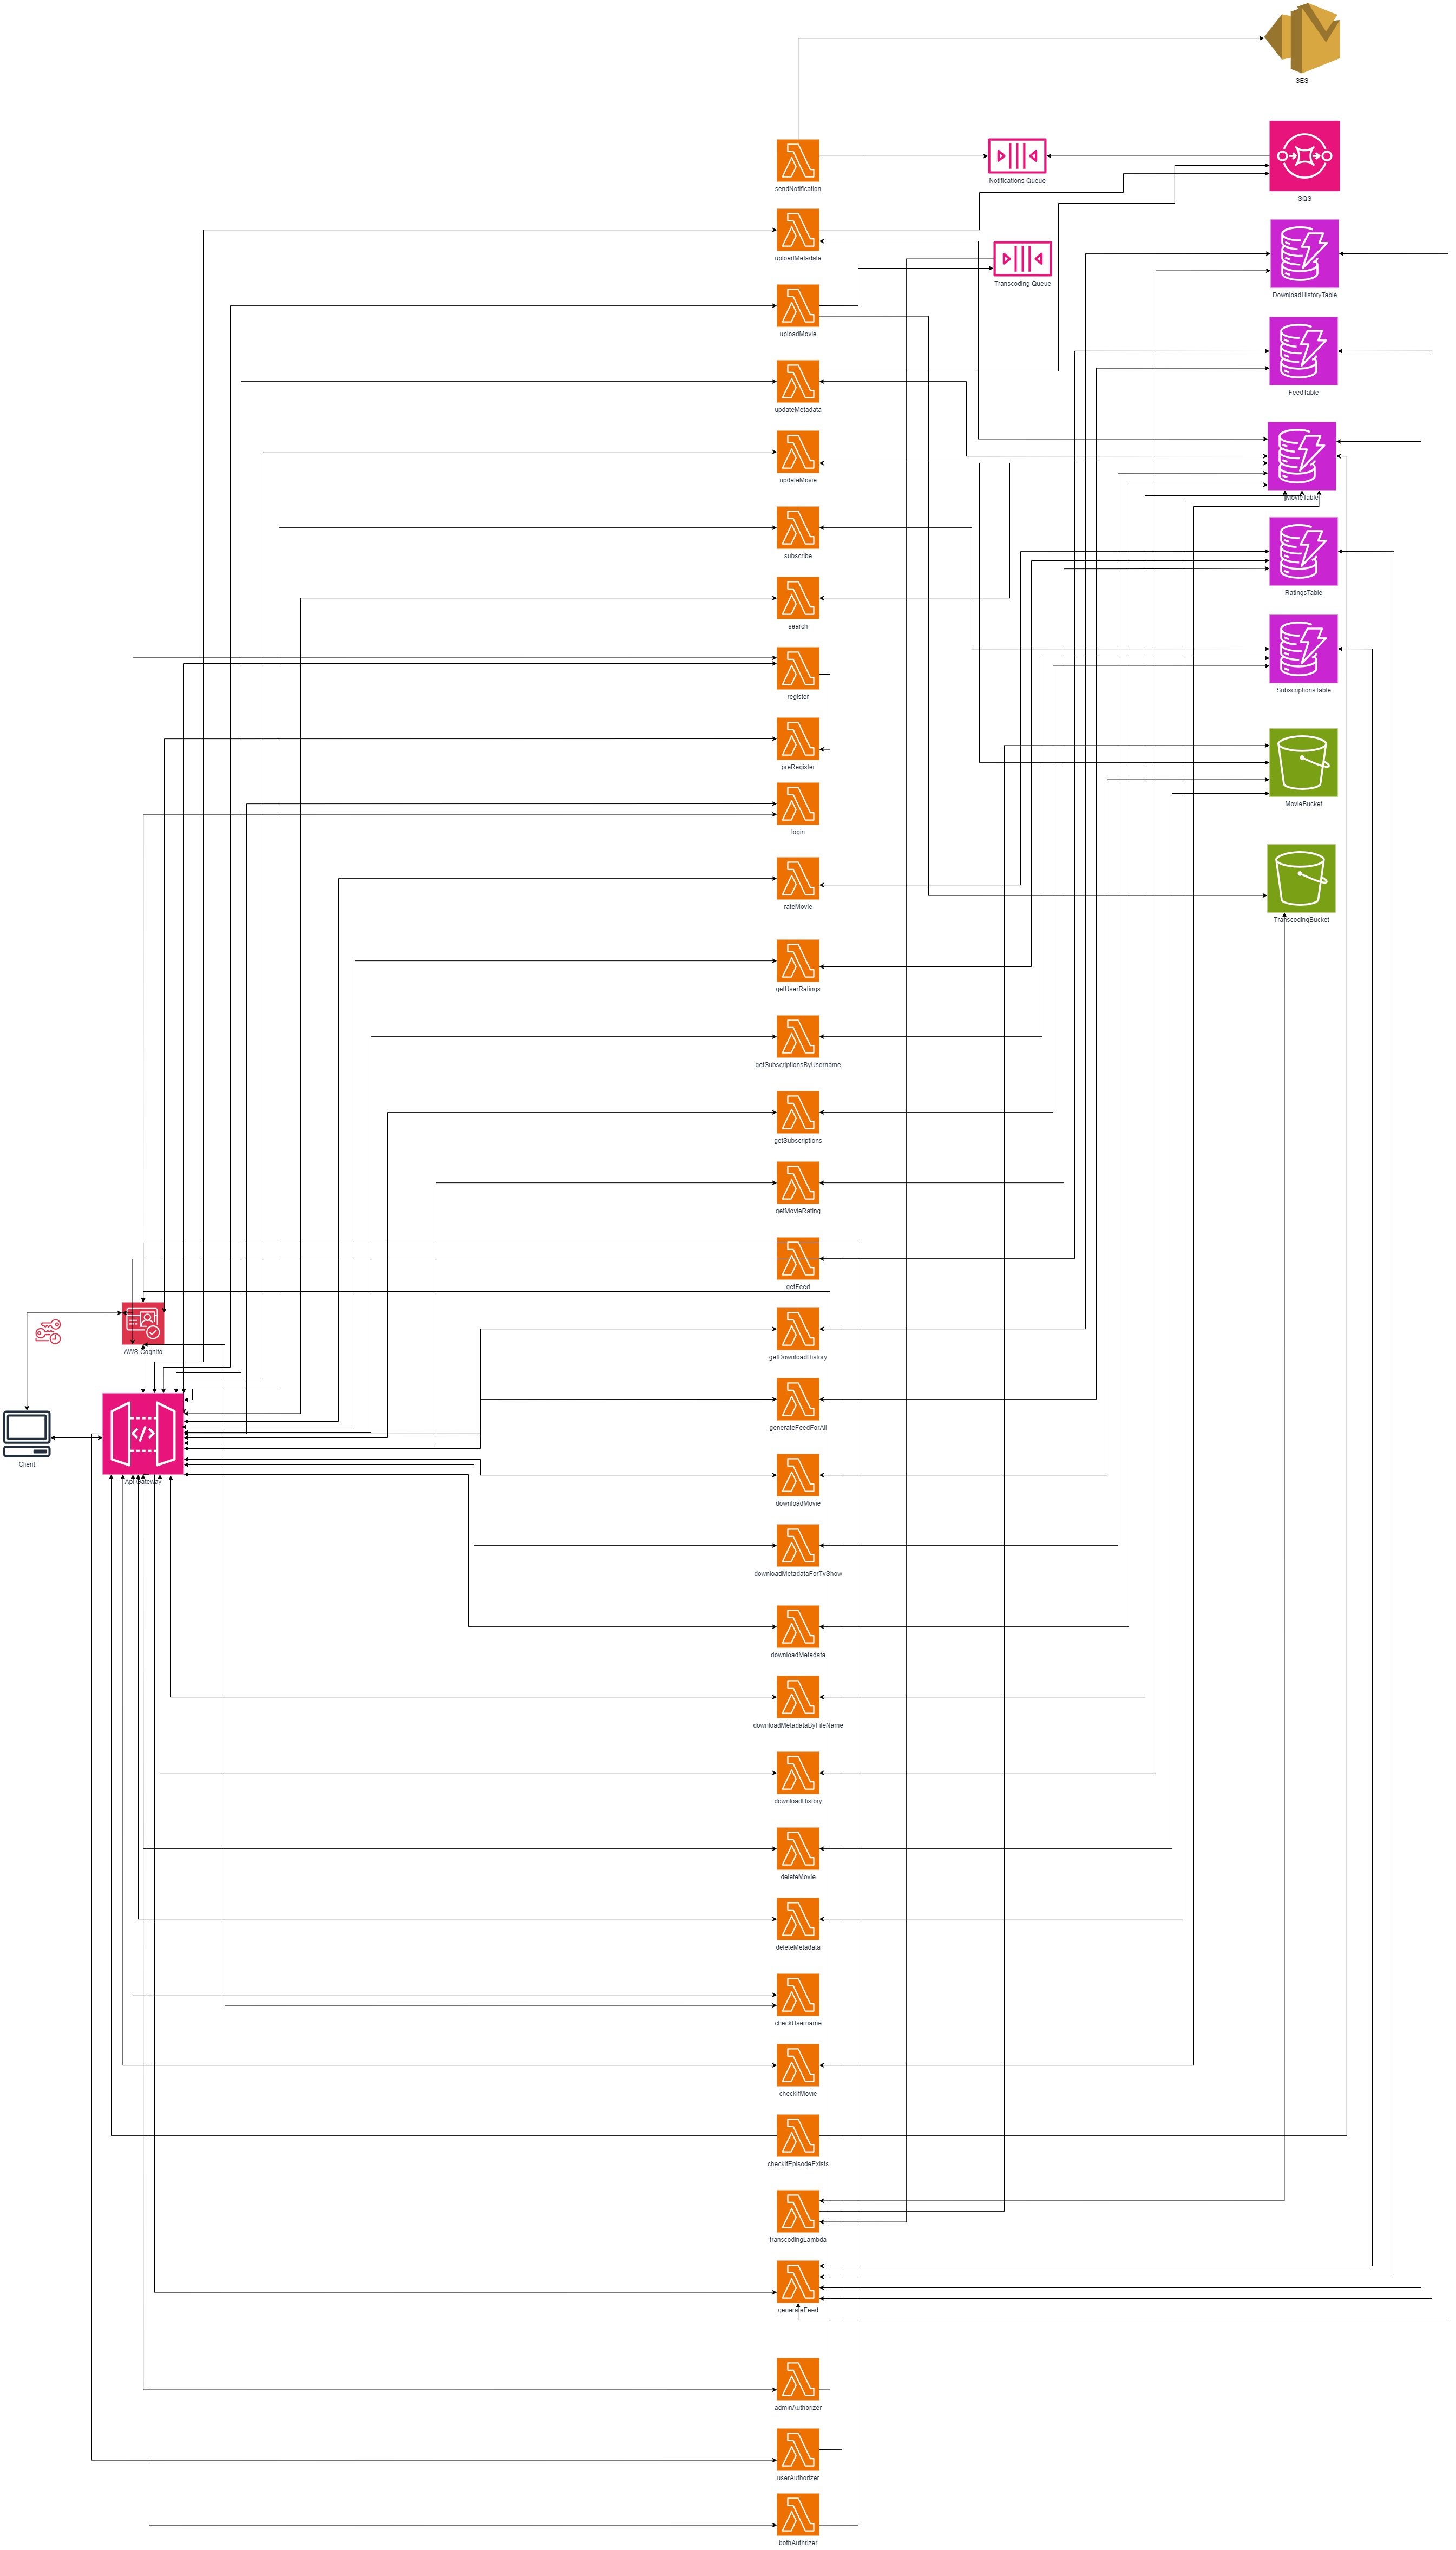 SES
sendNotification
Notifications Queue
SQS
uploadMetadata
Transcoding Queue
DownloadHistoryTable
uploadMovie
FeedTable
updateMetadata
updateMovie
MovieTable
subscribe
RatingsTable
search
SubscriptionsTable
register
preRegister
MovieBucket
login
rateMovie
TranscodingBucket
getUserRatings
getSubscriptionsByUsername
getSubscriptions
getMovieRating
getFeed
AWS Cognito
getDownloadHistory
generateFeedForAll
Client
</>
Api Gateway
downloadMovie
downloadMetadataForTvShow
downloadMetadata
downloadMetadataByFileName
downloadHistory
deleteMovie
deleteMetadata
checkUsername
checkIfMovie
checkIfEpisodeExists
transcodingLambda
generateFeed
adminAuthorizer
userAuthorizer
bothAuthrizer